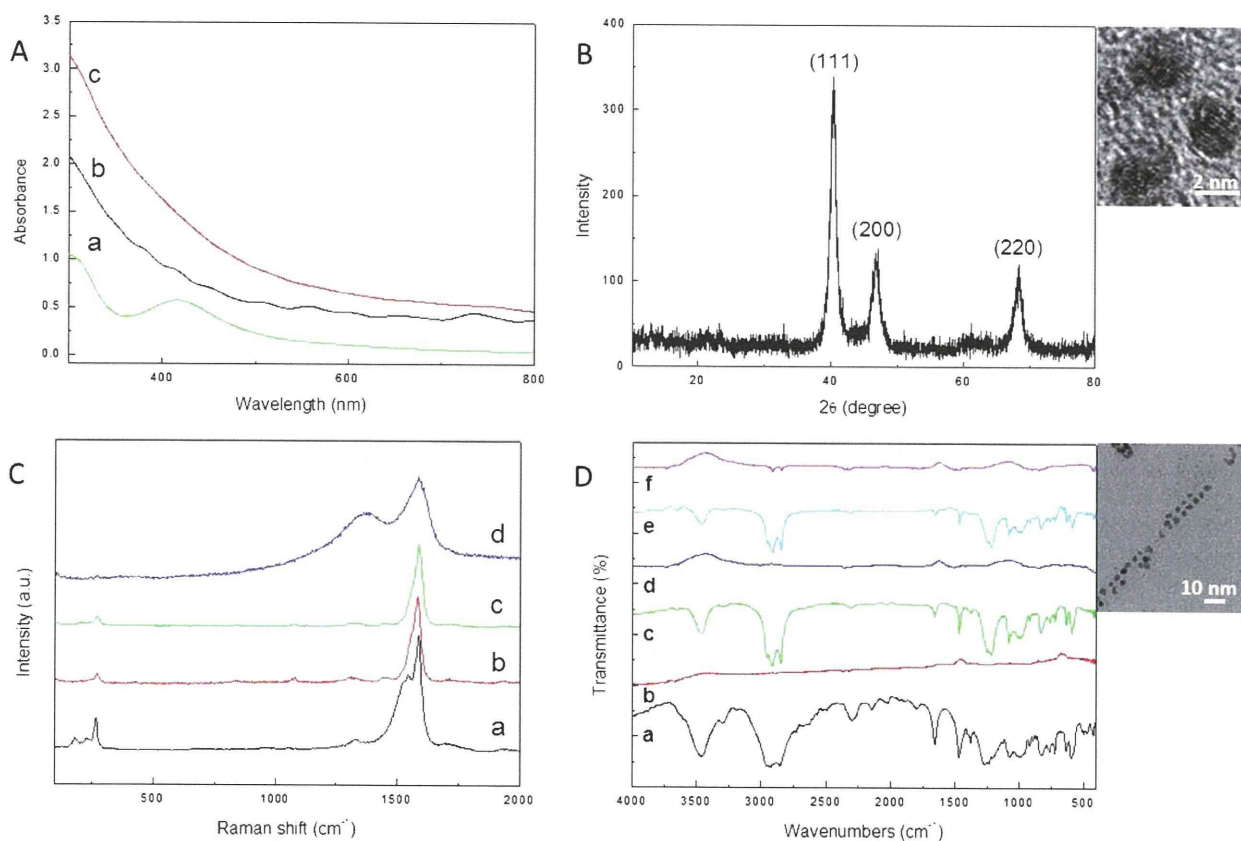 A
3.5
3.0
2.5
2.0
1.5
1.0
0.5
0.0
c
b
a
Absorbance
400
600
800
Wavelength (nm)
B
400
300
200
100
0
(111)
(200)
(220)
Intensity
20
40
60
80
2θ (degree)
2 nm
C
d
c
b
a
Intensity (a.u.)
500
1000
1500
2000
Raman shift (cm⁻¹)
D
f
e
d
c
b
a
Transmittance (%)
4000
3500
3000
2500
2000
1500
1000
500
Wavenumbers (cm⁻¹)
10 nm